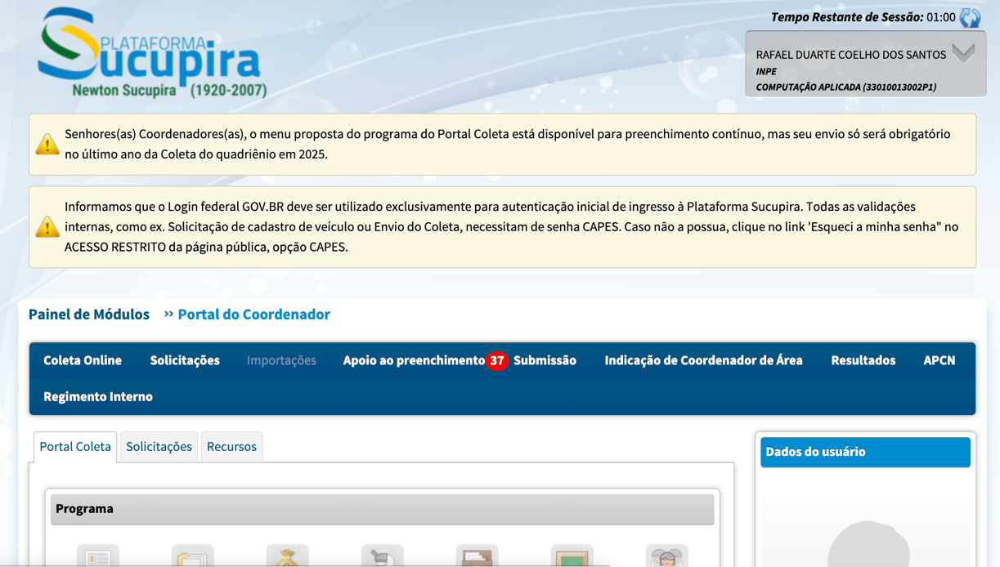 PLATAFORMA
Sucupira
Newton Sucupira (1920-2007)
Tempo Restante de Sessão: 01:00
RAFAEL DUARTE COELHO DOS SANTOS
INPE
COMPUTAÇÃO APLICADA (33010013002P1)
Senhores(as) Coordenadores(as), o menu proposta do programa do Portal Coleta está disponível para preenchimento contínuo, mas seu envio só será obrigatório
no último ano da Coleta do quadriênio em 2025.
Informamos que o Login federal GOV.BR deve ser utilizado exclusivamente para autenticação inicial de ingresso à Plataforma Sucupira. Todas as validações
internas, como ex. Solicitação de cadastro de veículo ou Envio do Coleta, necessitam de senha CAPES. Caso não a possua, clique no link 'Esqueci a minha senha" no
ACESSO RESTRITO da página pública, opção CAPES.
Painel de Módulos » Portal do Coordenador
Coleta Online Solicitações Importações Apoio ao preenchimento 37 Submissão Indicação de Coordenador de Área Resultados APCN
Regimento Interno
Portal Coleta Solicitações Recursos
Dados do usuário
Programa